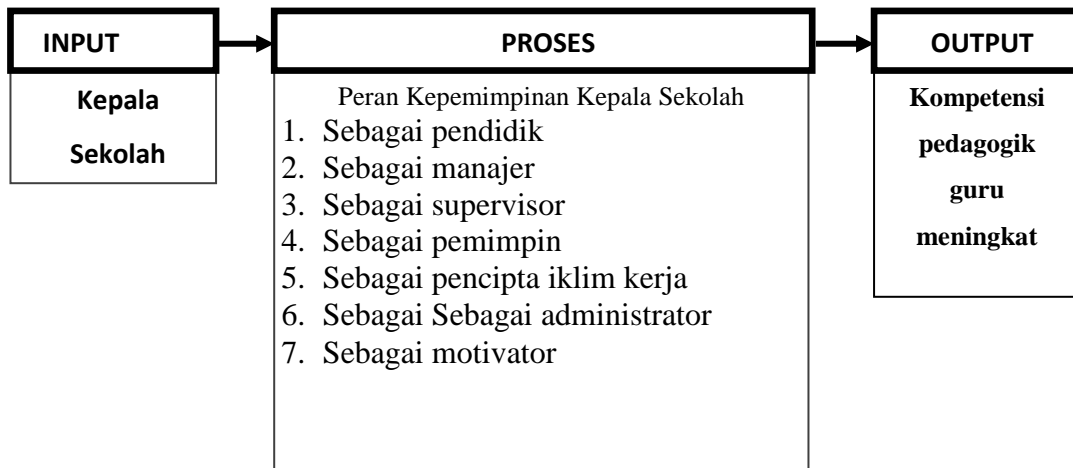 INPUT
Kepala
Sekolah
PROSES
Peran Kepemimpinan Kepala Sekolah
1. Sebagai pendidik
2. Sebagai manajer
3. Sebagai supervisor
4. Sebagai pemimpin
5. Sebagai pencipta iklim kerja
6. Sebagai Sebagai administrator
7. Sebagai motivator
OUTPUT
Kompetensi
pedagogik
guru
meningkat